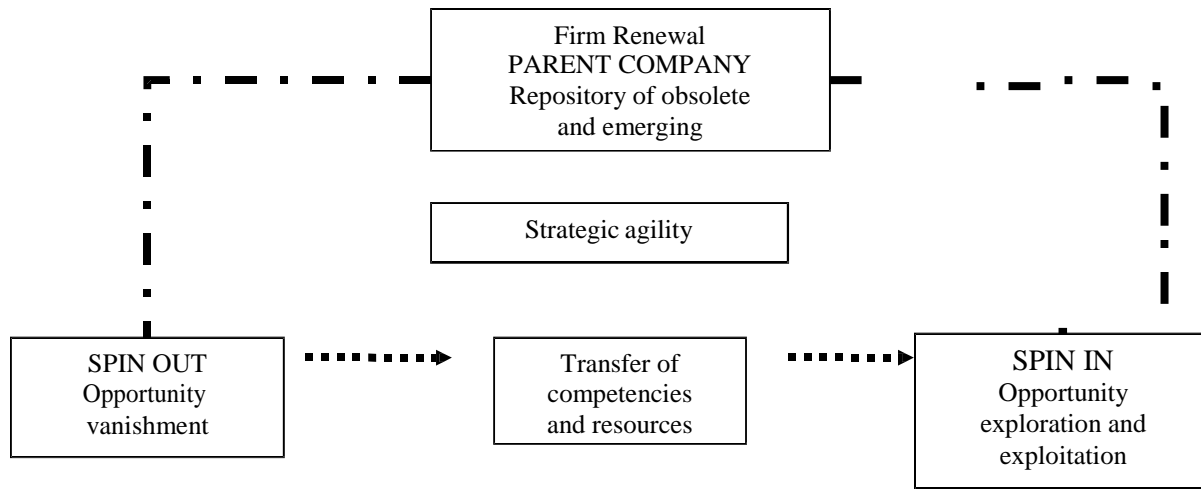 Firm Renewal
PARENT COMPANY
Repository of obsolete
and emerging
Strategic agility
SPIN OUT
Opportunity
vanishment
Transfer of
competencies
and resources
SPIN IN
Opportunity
exploration and
exploitation